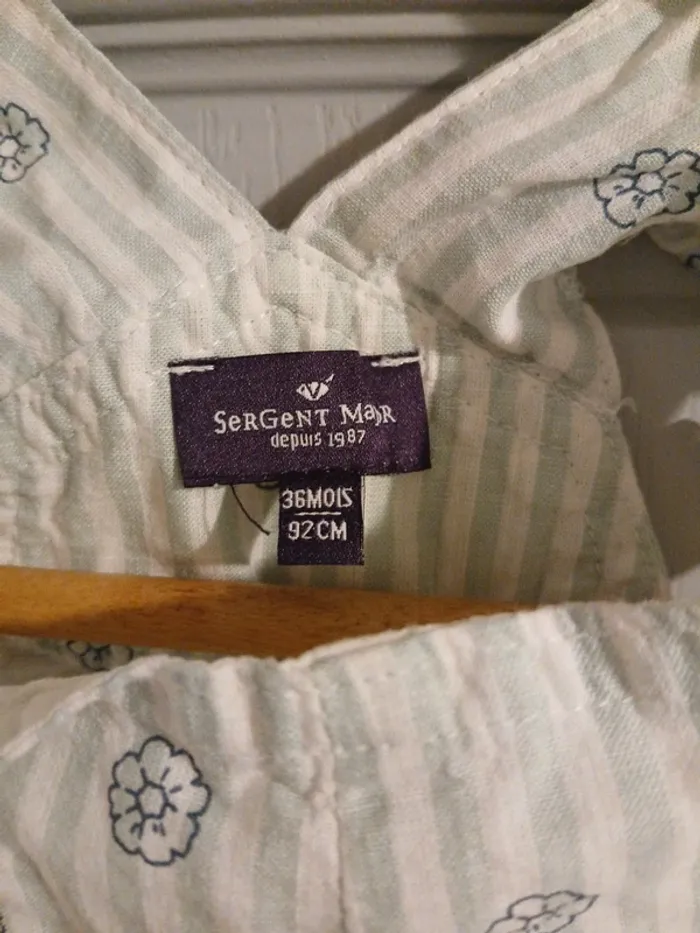 SerGent MaJoR
depuis 1987
36MOIS
92CM